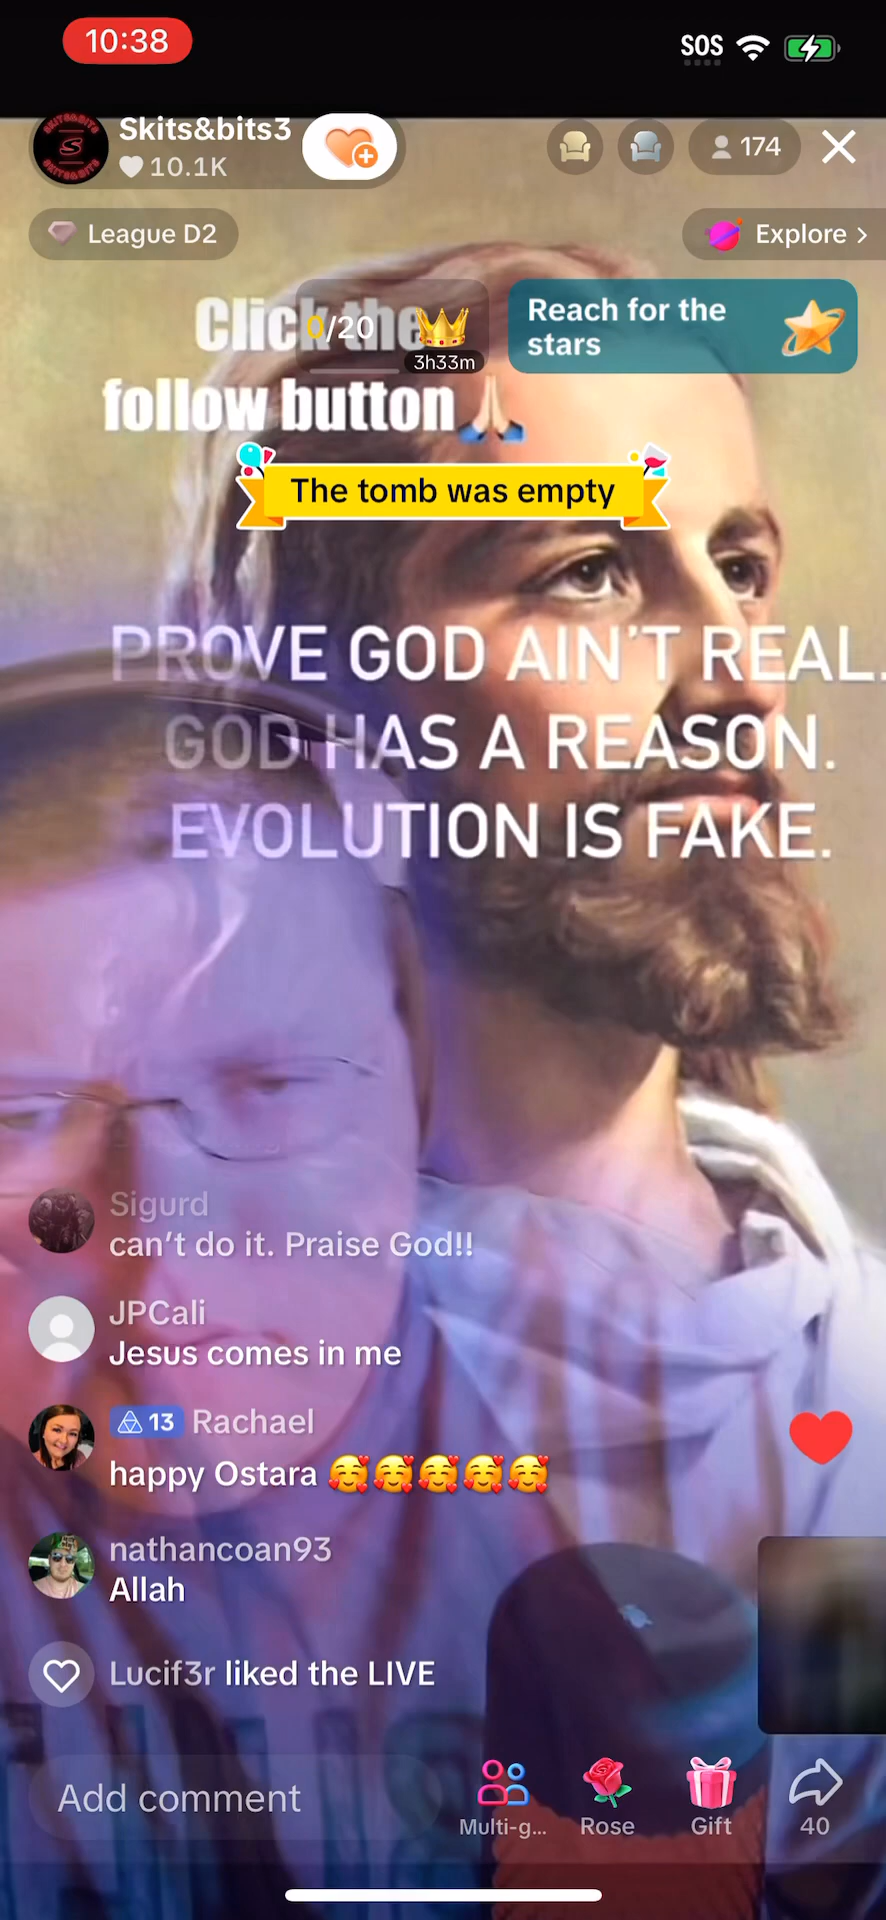 10:38
SOS
Skits&bits3
10.1K
174
League D2
Explore >
Click the
0/20
3h33m
Reach for the
stars
follow button🙏🏻
The tomb was empty
PROVE GOD AIN'T REAL.
GOD HAS A REASON.
EVOLUTION IS FAKE.
Sigurd
can't do it. Praise God!!
JPCali
Jesus comes in me
13 Rachael
happy Ostara 🥰🥰🥰🥰🥰
nathancoan93
Allah
Lucif3r liked the LIVE
Add comment
Multi-g...
Rose
Gift
40